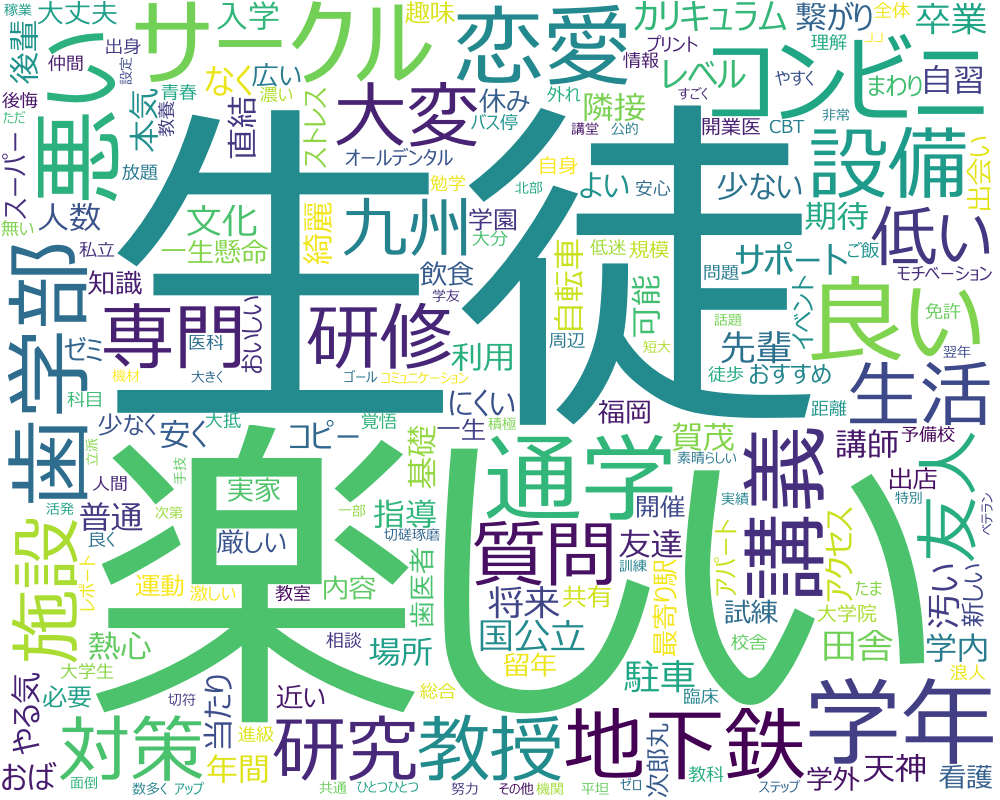 稼業
大丈夫
サークル
趣味
恋愛
カリキュラム
繋がり
全体
卒業
後輩
仲間
出身
設定
入学
なく
広い
プリント
情報
レベル
理解
ユニ
コンビニ
まわり
自習
後悔
ただ
悪い
本気
教養
青春
放題
濃い
直結
ストレス
大変
休み
バス停
外れ
講堂
公的
隣接
すごく
開業医
CBT
やすく
非常
スーパー
無い
人数
私立
文化
一生懸命
綺麗
オールデンタル
勉学
九州
学園
大分
自身
北部
よい
安心
少ない
低迷
規模
設備
期待
出会い
低い
モチベーション
生徒
歯学部
知識
ゼミ
科目
専門
おいしい
医科
大きく
研修
飲食
学友
利用
ゴール
コミュニケーション
自転車
周辺
可能
短大
問題
サポート
ご飯
話題
先輩
イベント
徒歩
おすすめ
距離
良い
免許
翌年
生活
機材
立派
少なく
手技
大抵
安く
コピー
覚悟
基礎
にくい
一生
積極
福岡
賀茂
素晴らしい
講義
講師
予備校
出店
実績
特別
ベテラン
友人
人間
活発
良く
次第
普通
実家
厳しい
一部
指導
切磋琢磨
楽しい
通学
開催
質問
友達
訓練
アパート
アクセス
たま
施設
レポート
運動
激しい
教室
内容
歯医者
将来
共有
国公立
最寄り駅
試練
校舎
大学院
汚い
新しい
熱心
大学生
相談
場所
留年
田舎
学内
浪人
やる気
必要
切符
当たり
近い
総合
駐車
臨床
学年
おば
対策
面倒
進級
年間
研究
教授
地下鉄
次郎丸
教科
学外
天神
看護
数多く
アップ
共通
ひとつひとつ
努力
その他
機関
平坦
ゼロ
ステップ